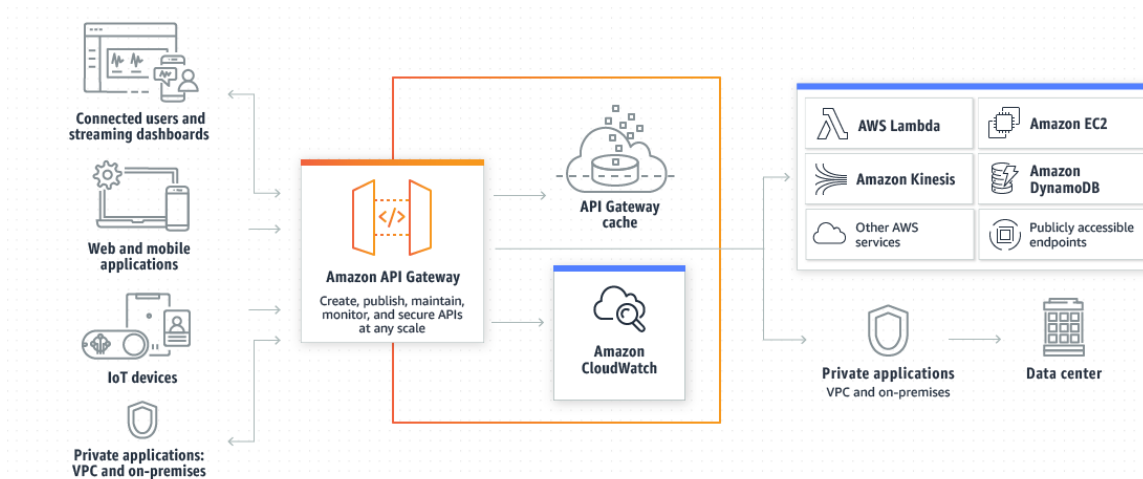 Connected users and
streaming dashboards
Web and mobile
applications
IoT devices
Private applications:
VPC and on-premises
</>
Amazon API Gateway
Create, publish, maintain,
monitor, and secure APIs
at any scale
API Gateway
cache
Amazon
CloudWatch
AWS Lambda
Amazon EC2
Amazon Kinesis
Amazon
DynamoDB
Other AWS
services
Publicly accessible
endpoints
Private applications
VPC and on-premises
Data center